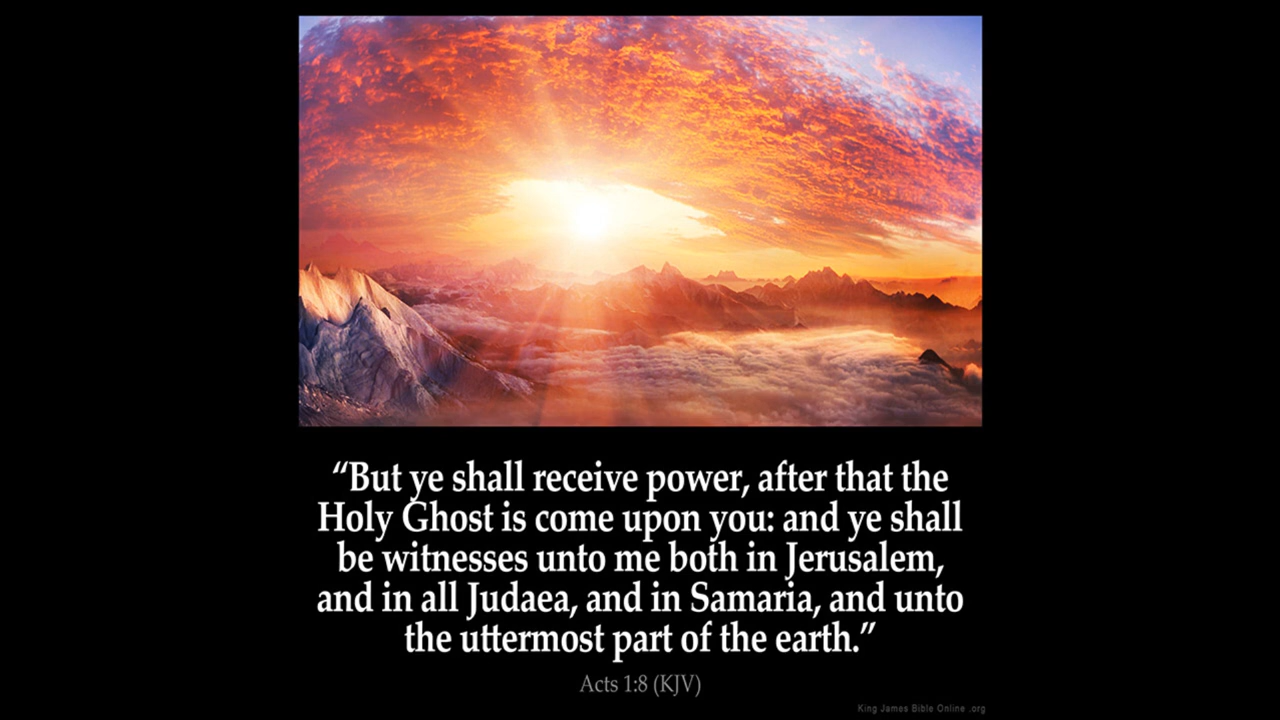 “But ye shall receive power, after that the
Holy Ghost is come upon you: and ye shall
be witnesses unto me both in Jerusalem,
and in all Judaea, and in Samaria, and unto
the uttermost part of the earth.”
Acts 1:8 (KJV)
King James Bible Online .org